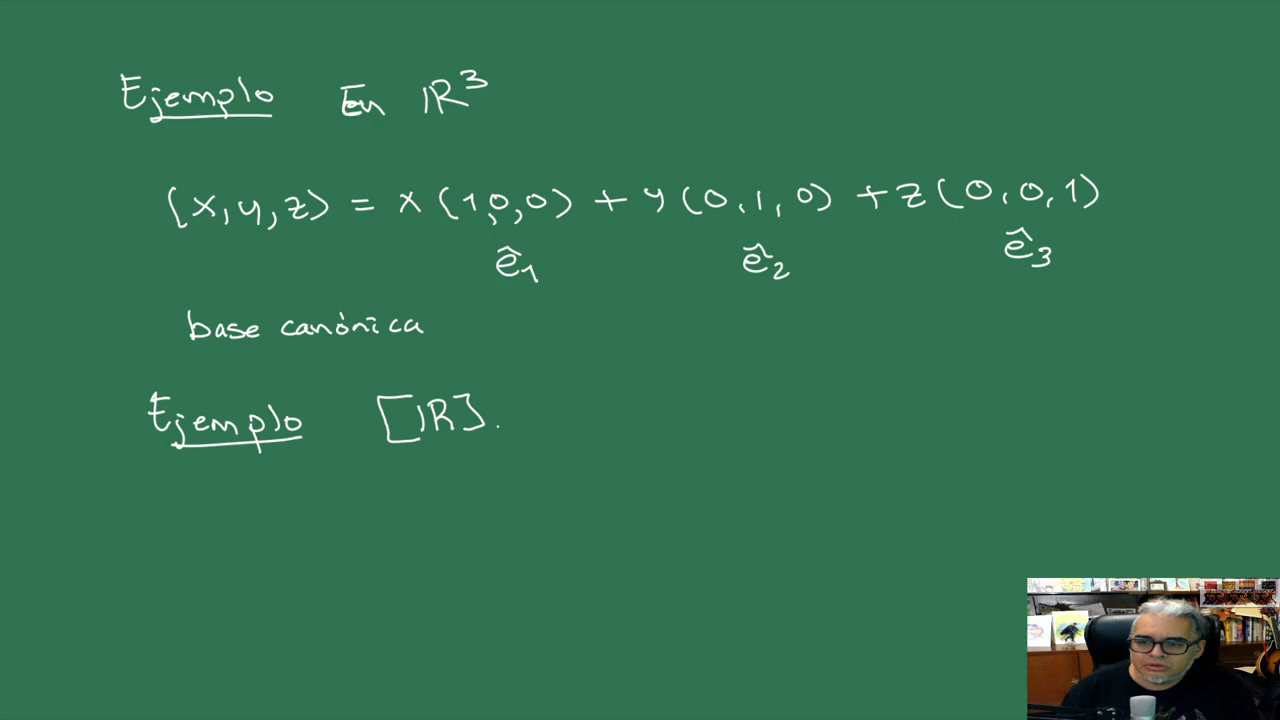 Ejemplo En ℝ³
(x,y,z) = x(1,0,0) + y(0,1,0) + z(0,0,1)
ê₁ ê₂ ê₃
base canónica
Ejemplo [ℝ].